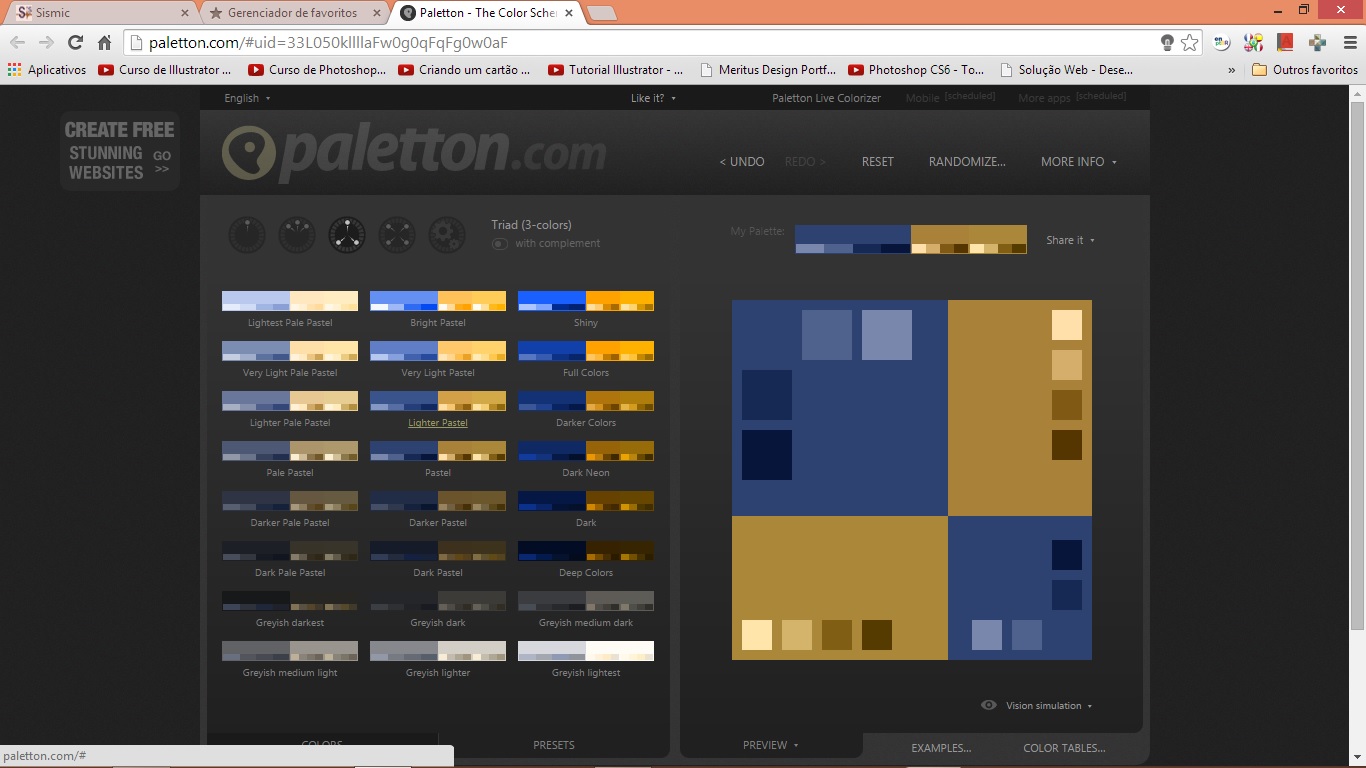 Sismic
Gerenciador de favoritos
Paletton - The Color Sche
paletton.com/#uid=33L050kllllaFw0g0qFqFg0w0aF
Aplicativos
Curso de Illustrator ...
Curso de Photoshop...
Criando um cartão ...
Tutorial Illustrator - ...
Meritus Design Portf...
Photoshop CS6 - To...
Solução Web - Dese...
»
Outros favoritos
English
Like it?
Paletton Live Colorizer
Mobile [scheduled]
More apps [scheduled]
CREATE FREE
STUNNING
WEBSITES
GO
>>
paletton.com
< UNDO
REDO >
RESET
RANDOMIZE...
MORE INFO
Triad (3-colors)
with complement
My Palette:
Share it
Lightest Pale Pastel
Bright Pastel
Shiny
Very Light Pale Pastel
Very Light Pastel
Full Colors
Lighter Pale Pastel
Lighter Pastel
Darker Colors
Pale Pastel
Pastel
Dark Neon
Darker Pale Pastel
Darker Pastel
Dark
Dark Pale Pastel
Dark Pastel
Deep Colors
Greyish darkest
Greyish dark
Greyish medium dark
Greyish medium light
Greyish lighter
Greyish lightest
Vision simulation
COLORS
PRESETS
PREVIEW
EXAMPLES...
COLOR TABLES...
paletton.com/#